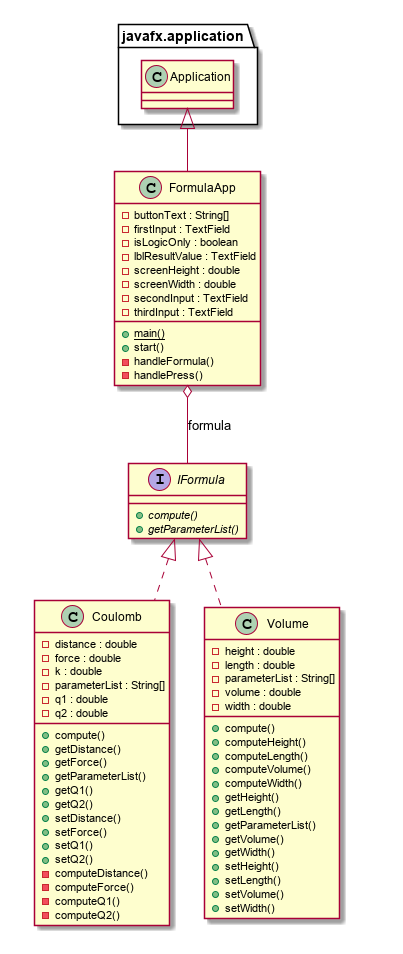 javafx.application
C Application
C FormulaApp
buttonText : String[]
firstInput : TextField
isLogicOnly : boolean
lblResultValue : TextField
screenHeight : double
screenWidth : double
secondInput : TextField
thirdInput : TextField
main()
start()
handleFormula()
handlePress()
formula
I IFormula
compute()
getParameterList()
C Coulomb
distance : double
force : double
k : double
parameterList : String[]
q1 : double
q2 : double
compute()
getDistance()
getForce()
getParameterList()
getQ1()
getQ2()
setDistance()
setForce()
setQ1()
setQ2()
computeDistance()
computeForce()
computeQ1()
computeQ2()
C Volume
height : double
length : double
parameterList : String[]
volume : double
width : double
compute()
computeHeight()
computeLength()
computeVolume()
computeWidth()
getHeight()
getLength()
getParameterList()
getVolume()
getWidth()
setHeight()
setLength()
setVolume()
setWidth()